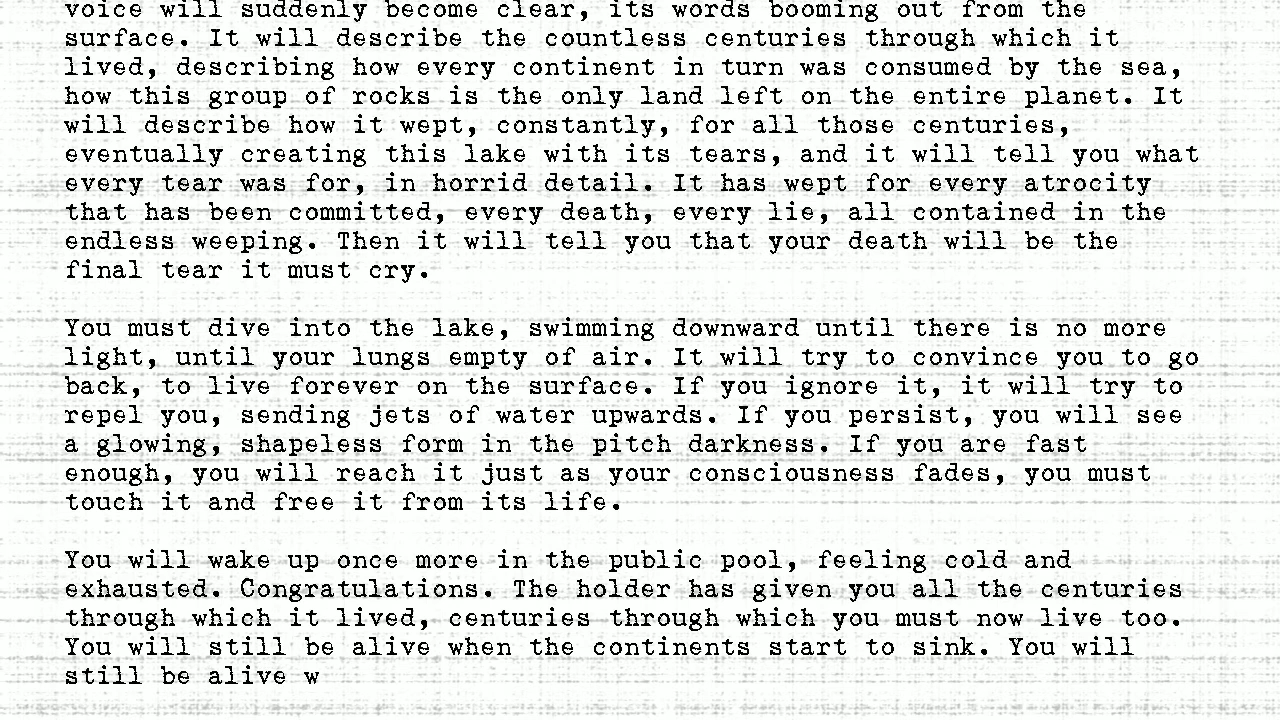 voice will suddenly become clear, its words booming out from the
surface. It will describe the countless centuries through which it
lived, describing how every continent in turn was consumed by the sea,
how this group of rocks is the only land left on the entire planet. It
will describe how it wept, constantly, for all those centuries,
eventually creating this lake with its tears, and it will tell you what
every tear was for, in horrid detail. It has wept for every atrocity
that has been committed, every death, every lie, all contained in the
endless weeping. Then it will tell you that your death will be the
final tear it must cry.
You must dive into the lake, swimming downward until there is no more
light, until your lungs empty of air. It will try to convince you to go
back, to live forever on the surface. If you ignore it, it will try to
repel you, sending jets of water upwards. If you persist, you will see
a glowing, shapeless form in the pitch darkness. If you are fast
enough, you will reach it just as your consciousness fades, you must
touch it and free it from its life.
You will wake up once more in the public pool, feeling cold and
exhausted. Congratulations. The holder has given you all the centuries
through which it lived, centuries through which you must now live too.
You will still be alive when the continents start to sink. You will
still be alive w